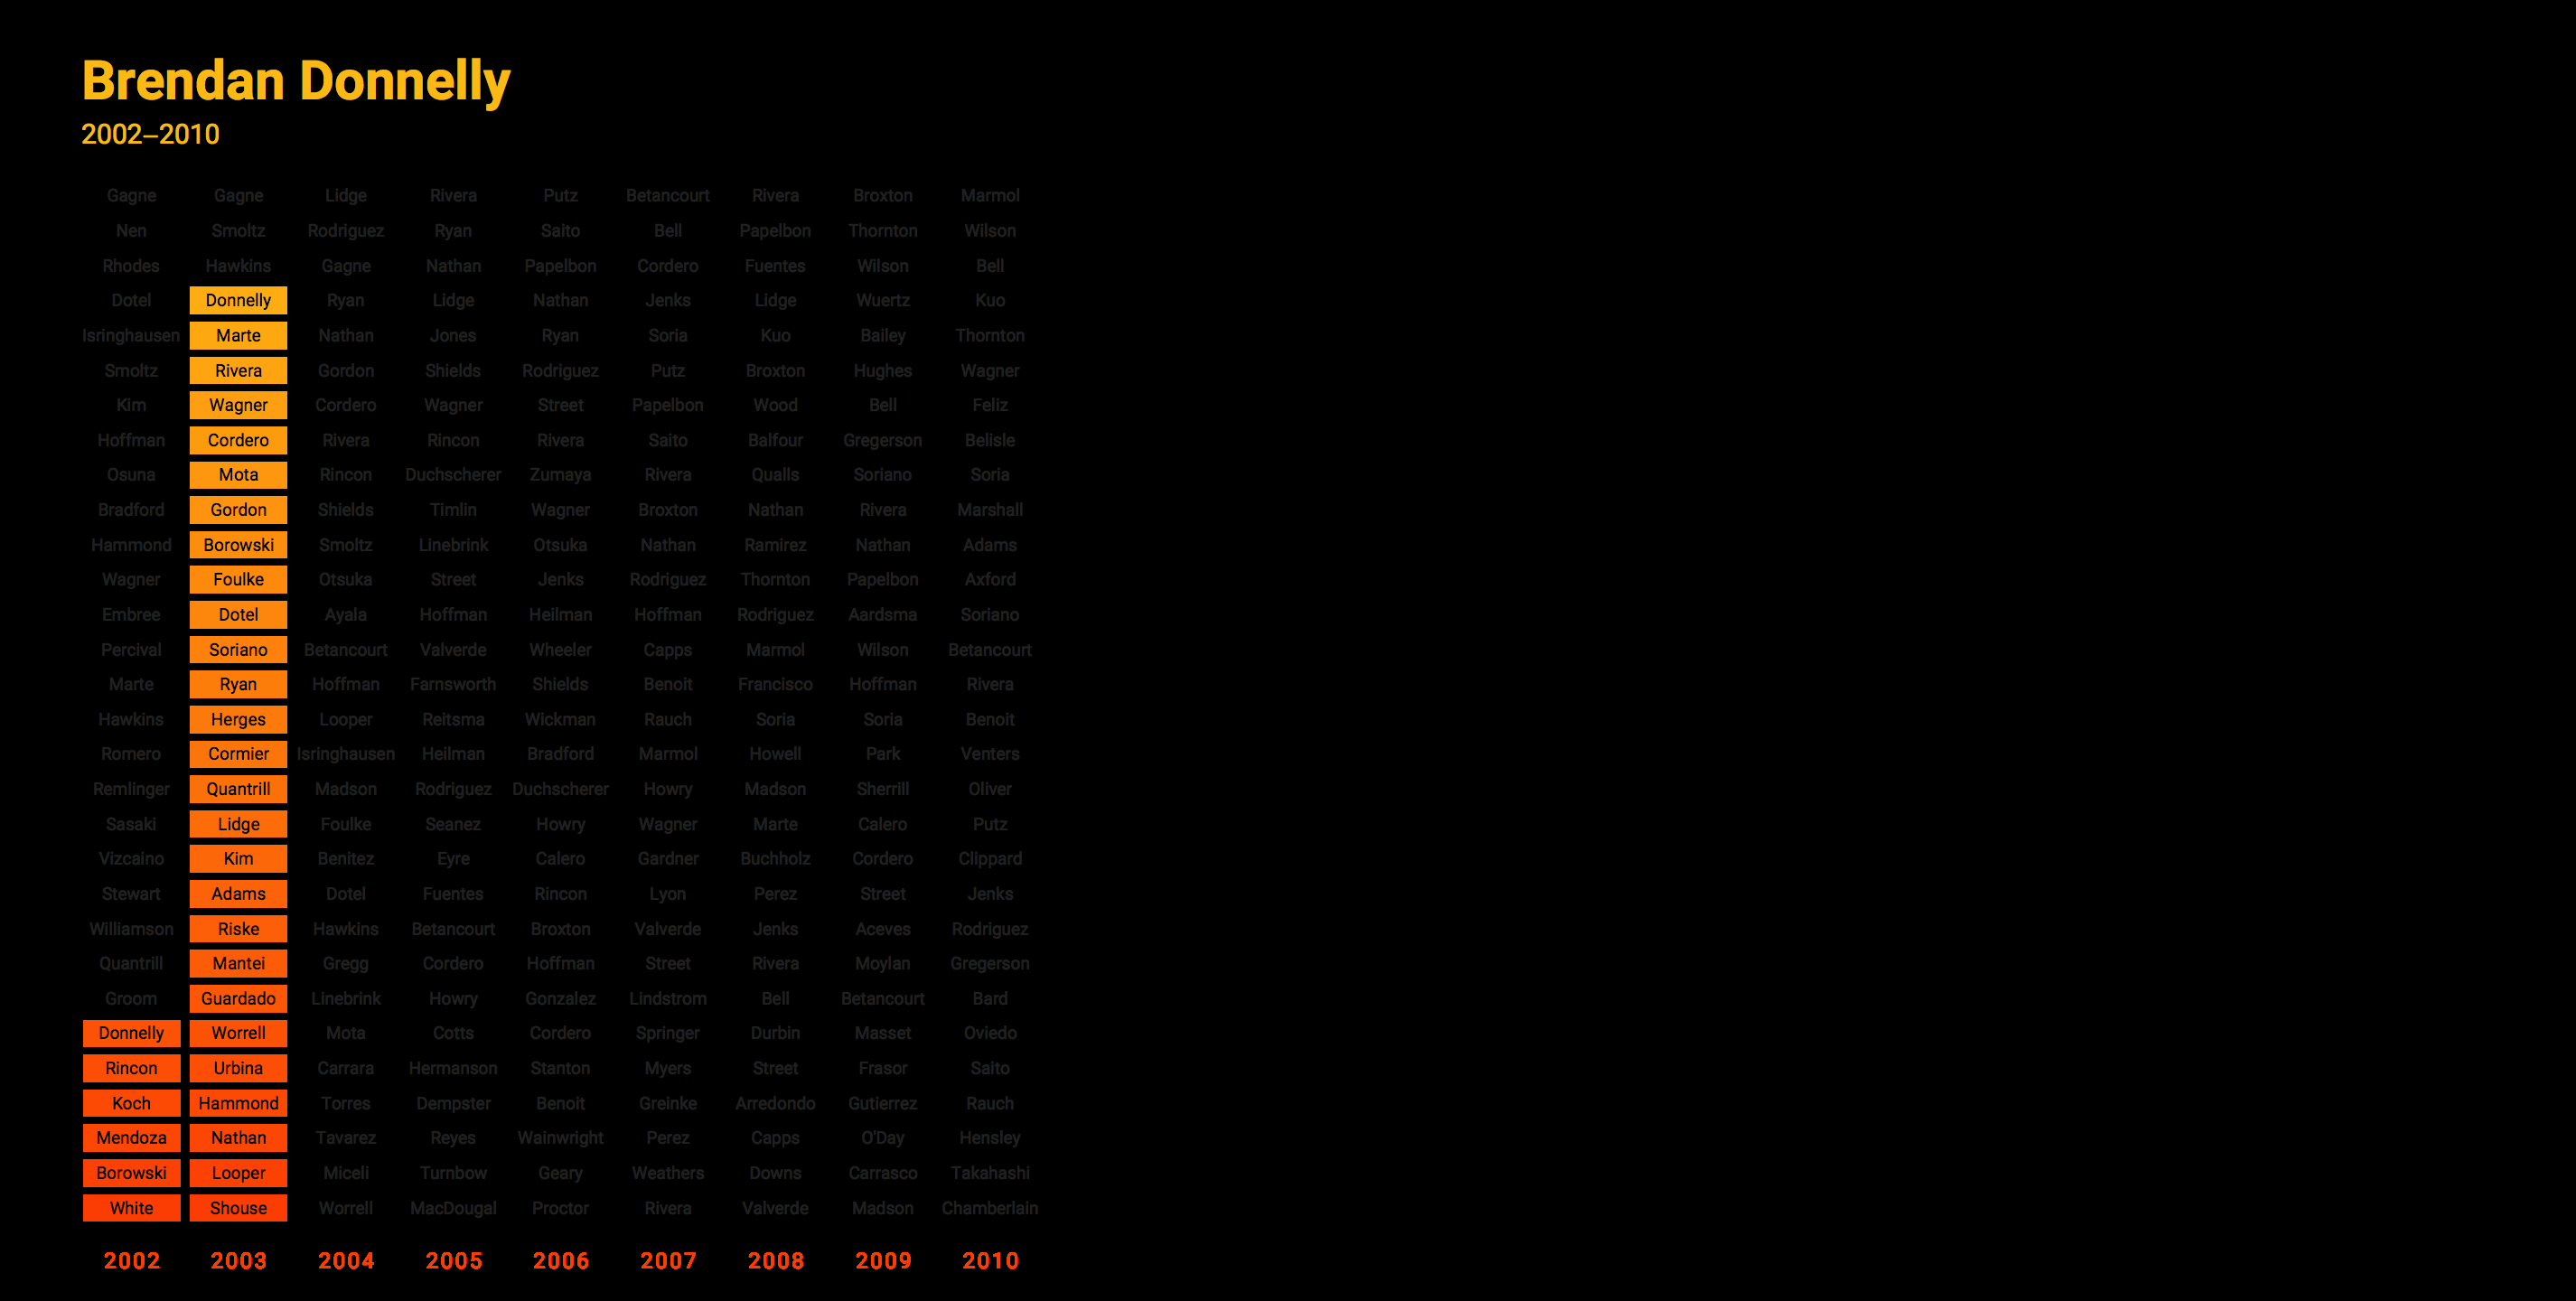 Brendan Donnelly
2002–2010
Gagne Gagne Lidge Rivera Putz Betancourt Rivera Broxton Marmol
Nen Smoltz Rodriguez Ryan Saito Bell Papelbon Thornton Wilson
Rhodes Hawkins Gagne Nathan Papelbon Cordero Fuentes Wilson Bell
Dotel Donnelly Ryan Lidge Nathan Jenks Lidge Wuertz Kuo
Isringhausen Marte Nathan Jones Ryan Soria Kuo Bailey Thornton
Smoltz Rivera Gordon Shields Rodriguez Putz Broxton Hughes Wagner
Kim Wagner Cordero Wagner Street Papelbon Wood Bell Feliz
Hoffman Cordero Rivera Rincon Rivera Saito Balfour Gregerson Belisle
Osuna Mota Rincon Duchscherer Zumaya Rivera Qualls Soriano Soria
Bradford Gordon Shields Timlin Wagner Broxton Nathan Rivera Marshall
Hammond Borowski Smoltz Linebrink Otsuka Nathan Ramirez Nathan Adams
Wagner Foulke Otsuka Street Jenks Rodriguez Thornton Papelbon Axford
Embree Dotel Ayala Hoffman Heilman Hoffman Rodriguez Aardsma Soriano
Percival Soriano Betancourt Valverde Wheeler Capps Marmol Wilson Betancourt
Marte Ryan Hoffman Farnsworth Shields Benoit Francisco Hoffman Rivera
Hawkins Herges Looper Reitsma Wickman Rauch Soria Soria Benoit
Romero Cormier Isringhausen Heilman Bradford Marmol Howell Park Venters
Remlinger Quantrill Madson Rodriguez Duchscherer Howry Madson Sherrill Oliver
Sasaki Lidge Foulke Seanez Howry Wagner Marte Calero Putz
Vizcaino Kim Benitez Eyre Calero Gardner Buchholz Cordero Clippard
Stewart Adams Dotel Fuentes Rincon Lyon Perez Street Jenks
Williamson Riske Hawkins Betancourt Broxton Valverde Jenks Aceves Rodriguez
Quantrill Mantei Gregg Cordero Hoffman Street Rivera Moylan Gregerson
Groom Guardado Linebrink Howry Gonzalez Lindstrom Bell Betancourt Bard
Donnelly Worrell Mota Cotts Cordero Springer Durbin Masset Oviedo
Rincon Urbina Carrara Hermanson Stanton Myers Street Frasor Saito
Koch Hammond Torres Dempster Benoit Greinke Arredondo Gutierrez Rauch
Mendoza Nathan Tavarez Reyes Wainwright Perez Capps O'Day Hensley
Borowski Looper Miceli Turnbow Geary Weathers Downs Carrasco Takahashi
White Shouse Worrell MacDougal Proctor Rivera Valverde Madson Chamberlain
2002 2003 2004 2005 2006 2007 2008 2009 2010